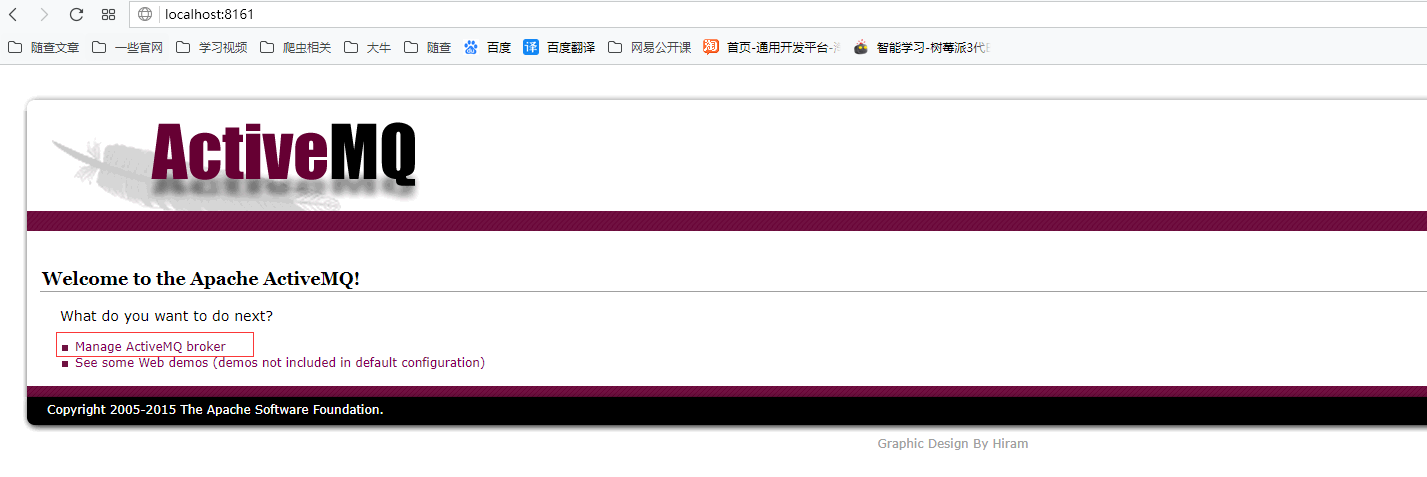 localhost:8161
随查文章 一些官网 学习视频 爬虫相关 大牛 随查 百度 译 百度翻译 网易公开课 淘 首页-通用开发平台- 智能学习-树莓派3代
ActiveMQ
Welcome to the Apache ActiveMQ!
What do you want to do next?
Manage ActiveMQ broker
See some Web demos (demos not included in default configuration)
Copyright 2005-2015 The Apache Software Foundation.
Graphic Design By Hiram